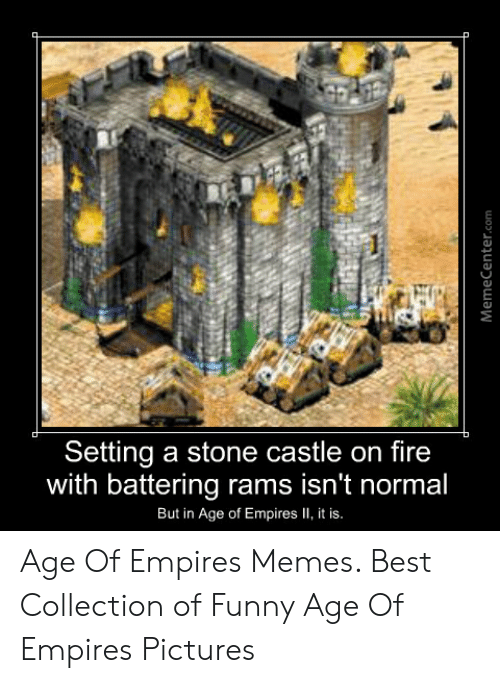 MemeCenter.com
Setting a stone castle on fire
with battering rams isn't normal
But in Age of Empires II, it is.
Age Of Empires Memes. Best
Collection of Funny Age Of
Empires Pictures